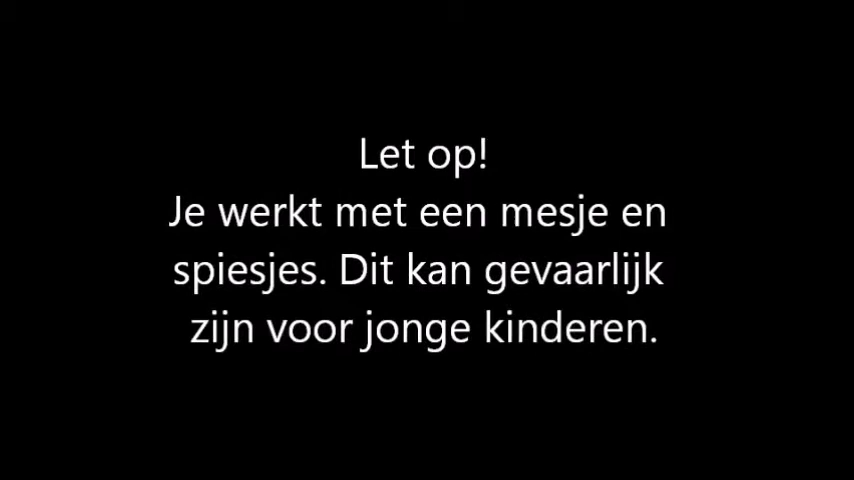 Let op!
Je werkt met een mesje en
spiesjes. Dit kan gevaarlijk
zijn voor jonge kinderen.